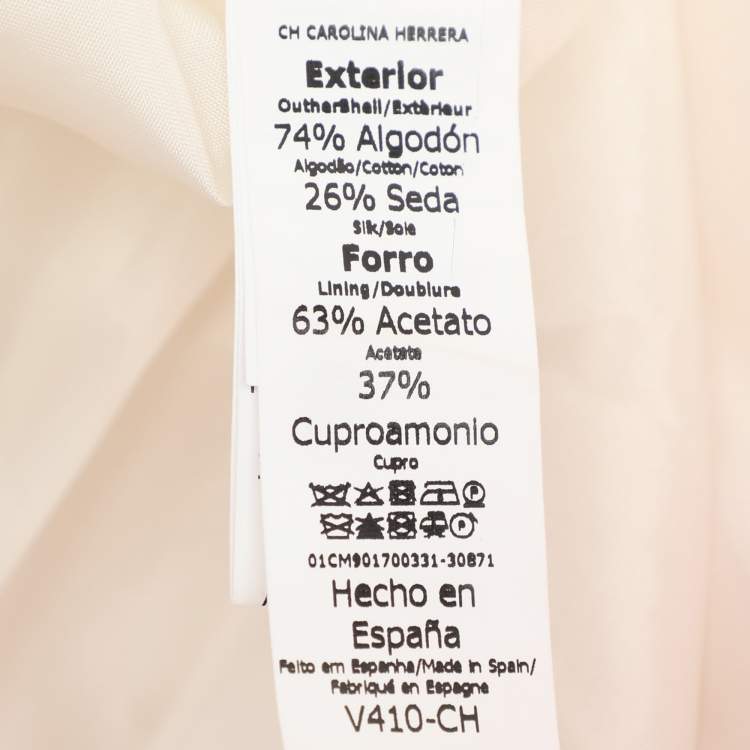 CH CAROLINA HERRERA
Exterior
OutherShell/Extèrieur
74% Algodón
Algodão/Cotton/Coton
26% Seda
Silk/Soie
Forro
Lining/Doublure
63% Acetato
Acetate
37%
Cuproamonio
Cupro
01CM901700331-30871
Hecho en
España
Feito em Espanha/Made in Spain/
Fabriqué en Espagne
V410-CH